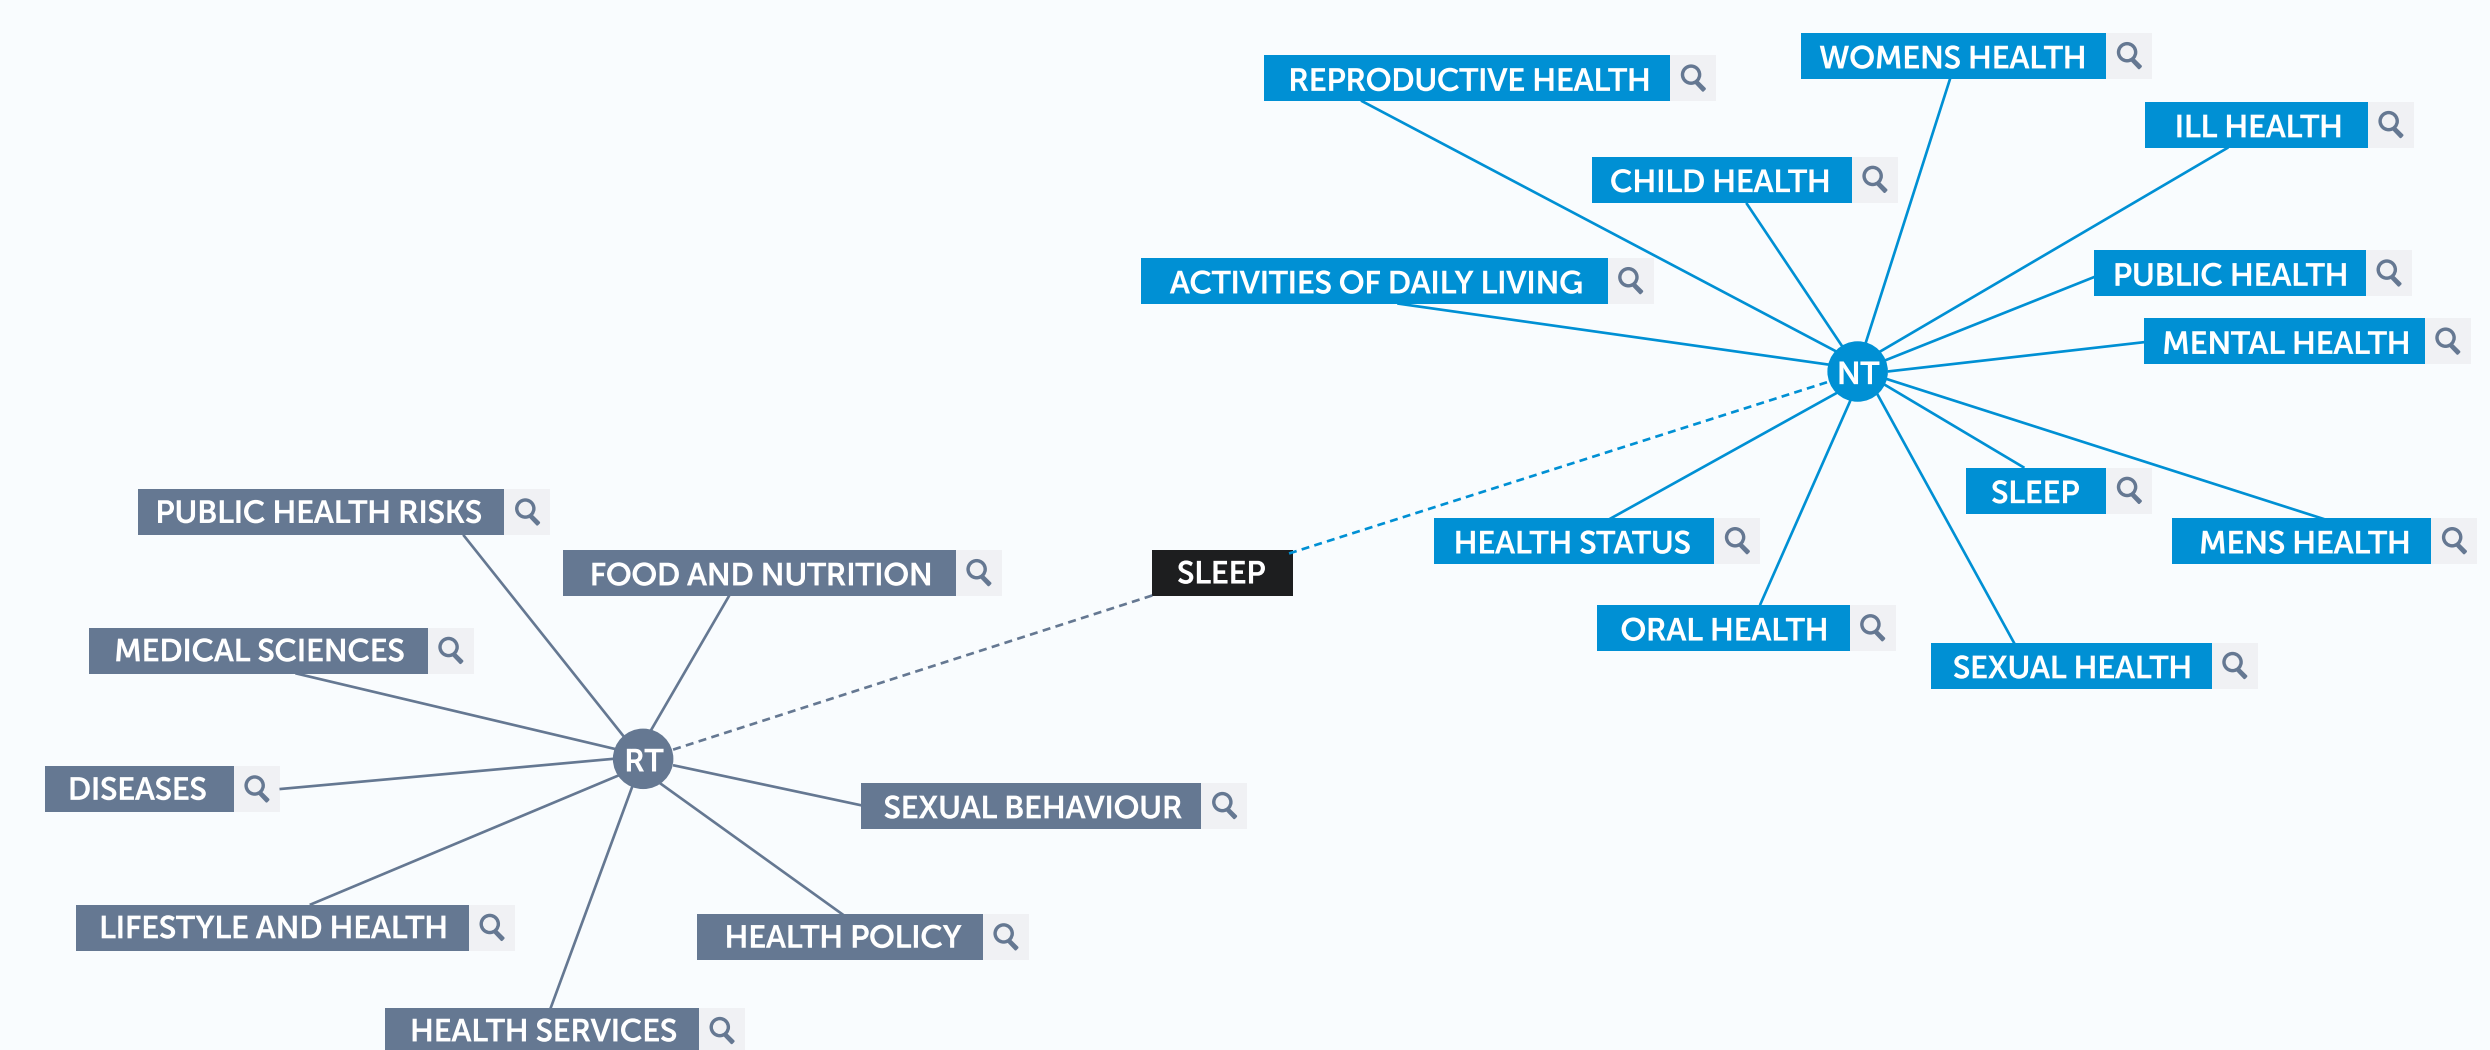 WOMENS HEALTH
REPRODUCTIVE HEALTH
ILL HEALTH
CHILD HEALTH
ACTIVITIES OF DAILY LIVING
PUBLIC HEALTH
MENTAL HEALTH
NT
SLEEP
MENS HEALTH
HEALTH STATUS
ORAL HEALTH
SEXUAL HEALTH
SLEEP
PUBLIC HEALTH RISKS
FOOD AND NUTRITION
MEDICAL SCIENCES
RT
DISEASES
SEXUAL BEHAVIOUR
LIFESTYLE AND HEALTH
HEALTH POLICY
HEALTH SERVICES